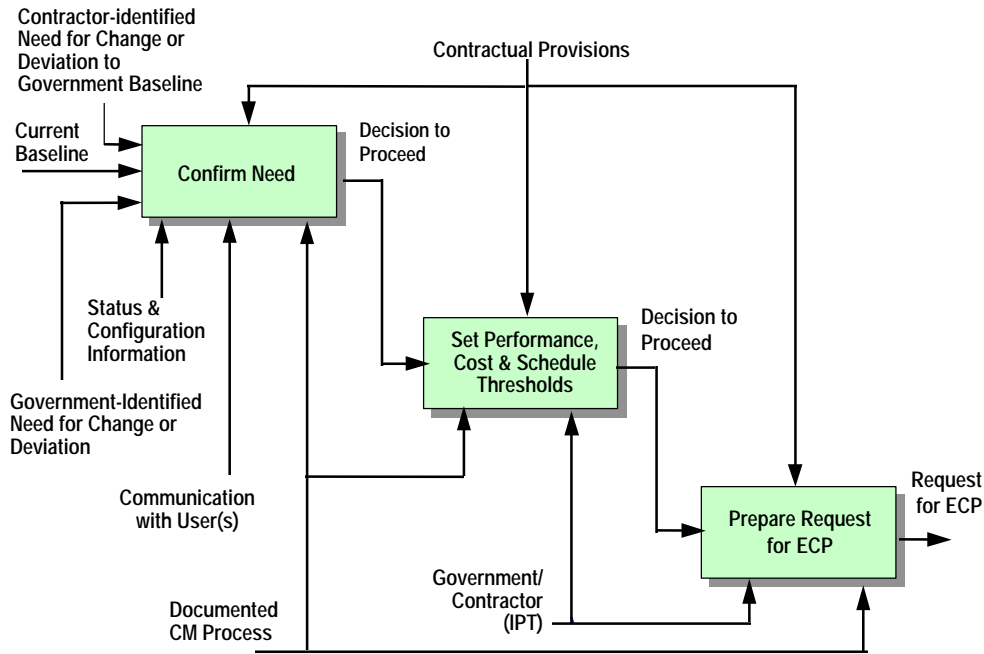 Contractor-identified
Need for Change or
Deviation to
Government Baseline
Contractual Provisions
Current
Baseline
Decision to
Proceed
Confirm Need
Status &
Configuration
Information
Decision to
Proceed
Set Performance,
Cost & Schedule
Thresholds
Government-Identified
Need for Change or
Deviation
Communication
with User(s)
Request
for ECP
Prepare Request
for ECP
Government/
Contractor
(IPT)
Documented
CM Process